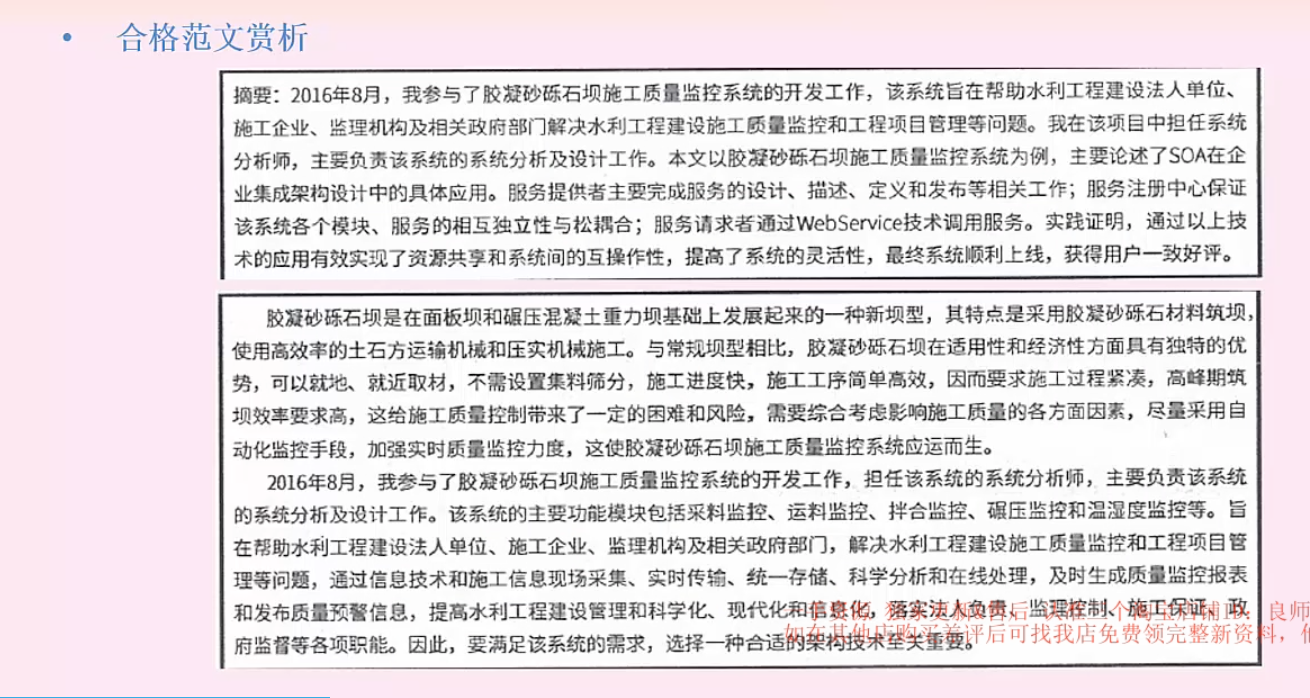 • 合格范文赏析
摘要：2016年8月，我参与了胶凝砂砾石坝施工质量监控系统的开发工作，该系统旨在帮助水利工程建设法人单位、
施工企业、监理机构及相关政府部门解决水利工程建设施工质量监控和工程项目管理等问题。我在该项目中担任系统
分析师，主要负责该系统的系统分析及设计工作。本文以胶凝砂砾石坝施工质量监控系统为例，主要论述了SOA在企
业集成架构设计中的具体应用。服务提供者主要完成服务的设计、描述、定义和发布等相关工作；服务注册中心保证
该系统各个模块、服务的相互独立性与松耦合；服务请求者通过WebService技术调用服务。实践证明，通过以上技
术的应用有效实现了资源共享和系统间的互操作性，提高了系统的灵活性，最终系统顺利上线，获得用户一致好评。
胶凝砂砾石坝是在面板坝和碾压混凝土重力坝基础上发展起来的一种新坝型，其特点是采用胶凝砂砾石材料筑坝，
使用高效率的土石方运输机械和压实机械施工。与常规坝型相比，胶凝砂砾石坝在适用性和经济性方面具有独特的优
势，可以就地、就近取材，不需设置集料筛分，施工进度快，施工工序简单高效，因而要求施工过程紧凑，高峰期筑
坝效率要求高，这给施工质量控制带来了一定的困难和风险，需要综合考虑影响施工质量的各方面因素，尽量采用自
动化监控手段，加强实时质量监控力度，这使胶凝砂砾石坝施工质量监控系统应运而生。
2016年8月，我参与了胶凝砂砾石坝施工质量监控系统的开发工作，担任该系统的系统分析师，主要负责该系统
的系统分析及设计工作。该系统的主要功能模块包括采料监控、运料监控、拌合监控、碾压监控和温湿度监控等。旨
在帮助水利工程建设法人单位、施工企业、监理机构及相关政府部门，解决水利工程建设施工质量监控和工程项目管
理等问题，通过信息技术和施工信息现场采集、实时传输、统一存储、科学分析和在线处理，及时生成质量监控报表
和发布质量预警信息，提高水利工程建设管理和科学化、现代化和信息化，落实法人负责、监理控制、施工保证、政
府监督等各项职能。因此，要满足该系统的需求，选择一种合适的架构技术至关重要。
如在其他店购买差评后可找我店免费领完整新资料，